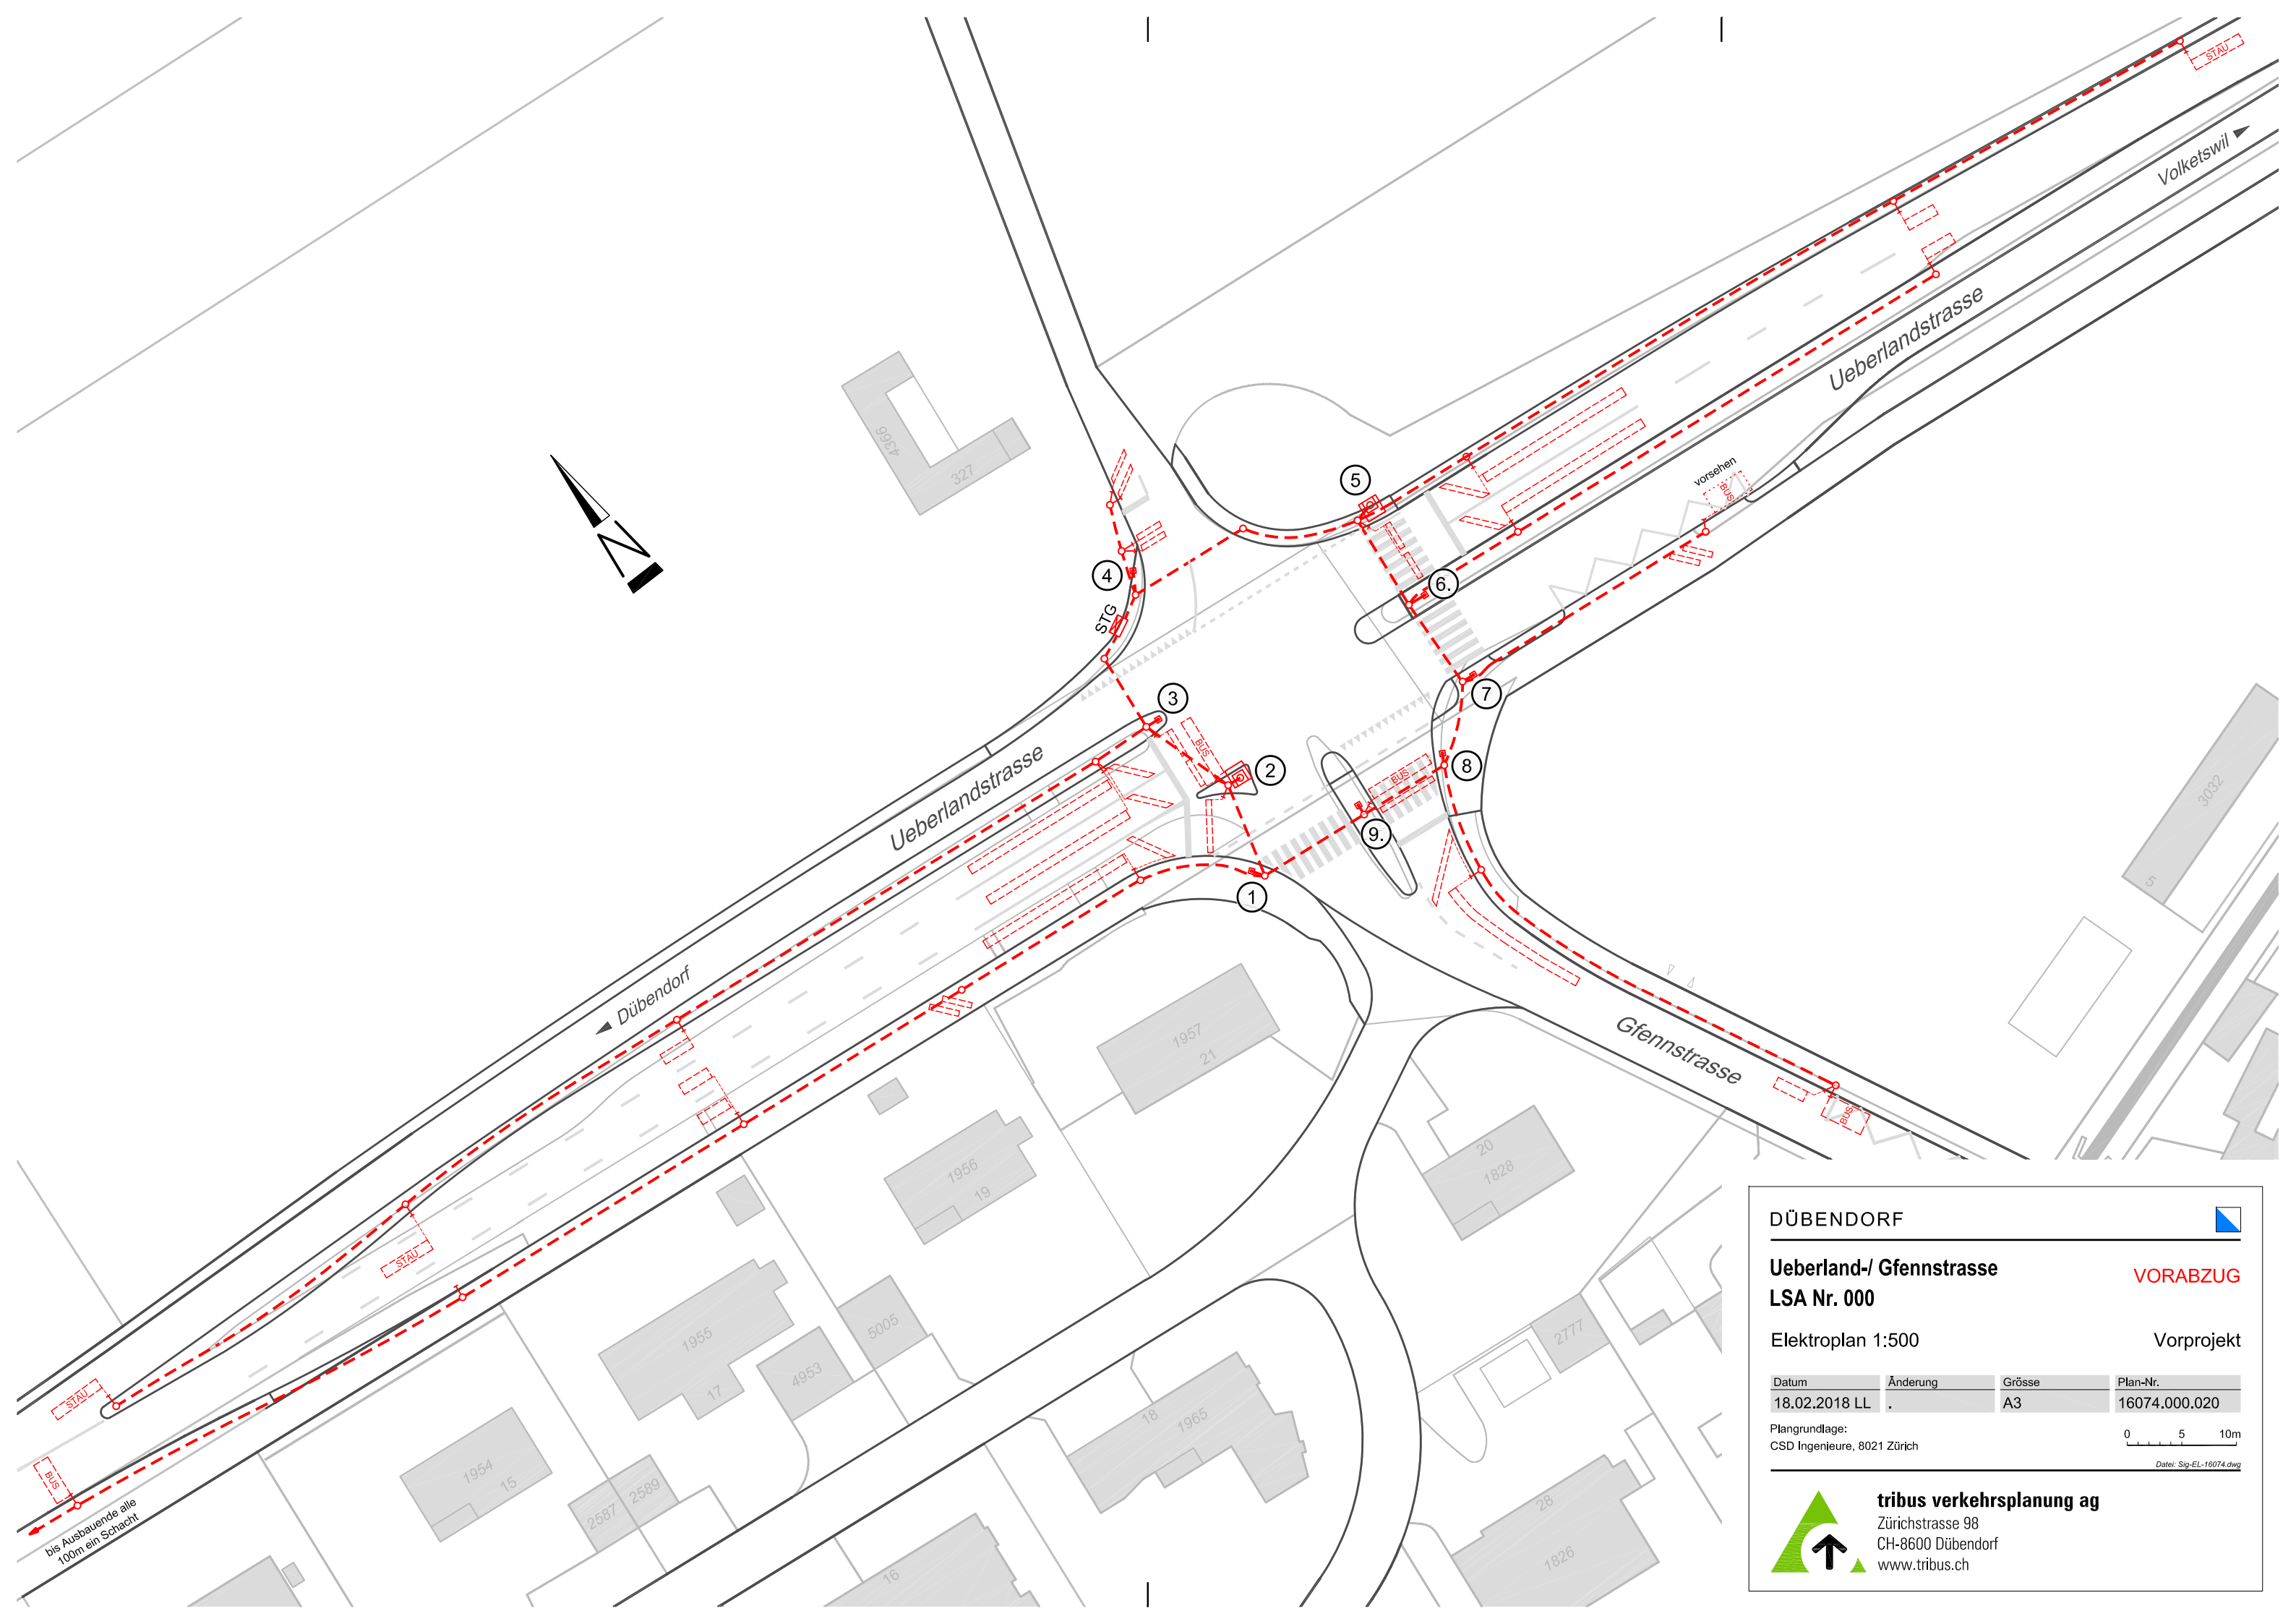 STAU
Volketswil
Ueberlandstrasse
4366
327
vorsehen
BUS
5
4
6.
STG
3
7
BUS
2
8
BUS
Ueberlandstrasse
9.
3032
5
1
Dübendorf
1957
21
Gfennstrasse
BUS
20
1828
1956
19
STAU
1955
17
5005
4953
2777
STAU
18
1965
BUS
1954
15
2587
2589
28
1826
16
bis Ausbauende alle
100m ein Schacht
DÜBENDORF
Ueberland-/ Gfennstrasse
VORABZUG
LSA Nr. 000
Elektroplan 1:500 Vorprojekt
Datum Änderung Grösse Plan-Nr.
18.02.2018 LL . A3 16074.000.020
Plangrundlage:
CSD Ingenieure, 8021 Zürich
0 5 10m
Datei: Sig-EL-16074.dwg
tribus verkehrsplanung ag
Zürichstrasse 98
CH-8600 Dübendorf
www.tribus.ch